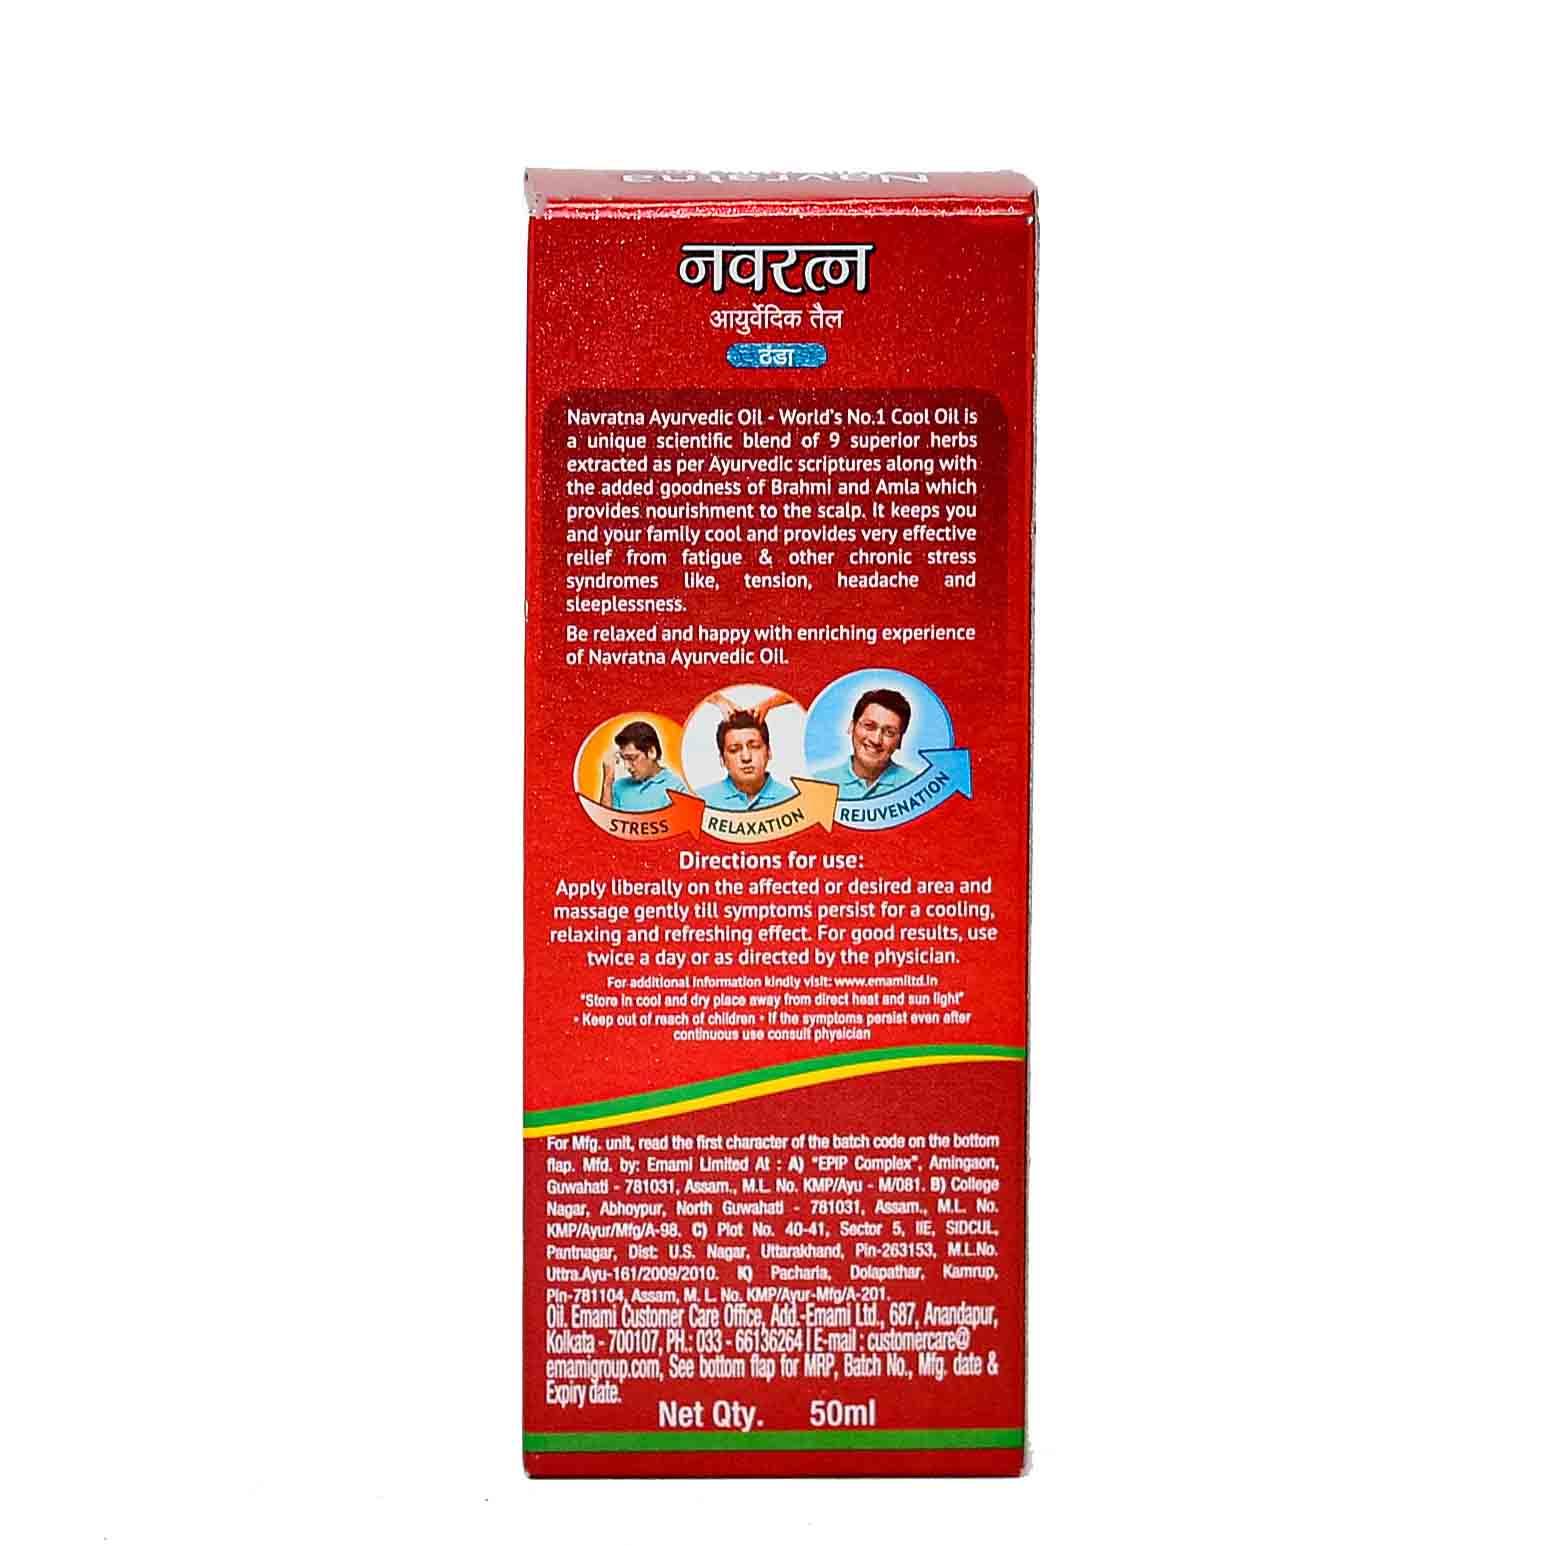 Navratna
नवरत्न
आयुर्वेदिक तैल
ठंडा
Navratna Ayurvedic Oil - World's No.1 Cool Oil is
a unique scientific blend of 9 superior herbs
extracted as per Ayurvedic scriptures along with
the added goodness of Brahmi and Amla which
provides nourishment to the scalp. It keeps you
and your family cool and provides very effective
relief from fatigue & other chronic stress
syndromes like, tension, headache and
sleeplessness.
Be relaxed and happy with enriching experience
of Navratna Ayurvedic Oil.
STRESS
RELAXATION
REJUVENATION
Directions for use:
Apply liberally on the affected or desired area and
massage gently till symptoms persist for a cooling,
relaxing and refreshing effect. For good results, use
twice a day or as directed by the physician.
For additional information kindly visit: www.emamiltd.in
"Store in cool and dry place away from direct heat and sun light"
• Keep out of reach of children • If the symptoms persist even after
continuous use consult physician
For Mfg. unit, read the first character of the batch code on the bottom
flap. Mfd. by: Emami Limited At : A) "EPIP Complex", Amingaon,
Guwahati - 781031, Assam., M.L. No. KMP/Ayu - M/081. B) College
Nagar, Abhoypur, North Guwahati - 781031, Assam., M.L. No.
KMP/Ayur/Mfg/A-98. C) Plot No. 40-41, Sector 5, IIE, SIDCUL,
Pantnagar, Dist: U.S. Nagar, Uttarakhand, Pin-263153, M.L.No.
Uttra.Ayu-161/2009/2010. K) Pacharia, Dolapathar, Kamrup,
Pin-781104, Assam, M. L. No. KMP/Ayur-Mfg/A-201.
Oil. Emami Customer Care Office, Add.-Emami Ltd., 687, Anandapur,
Kolkata - 700107, PH.: 033 - 66136264 | E-mail : customercare@
emamigroup.com, See bottom flap for MRP, Batch No., Mfg. date &
Expiry date.
Net Qty. 50ml